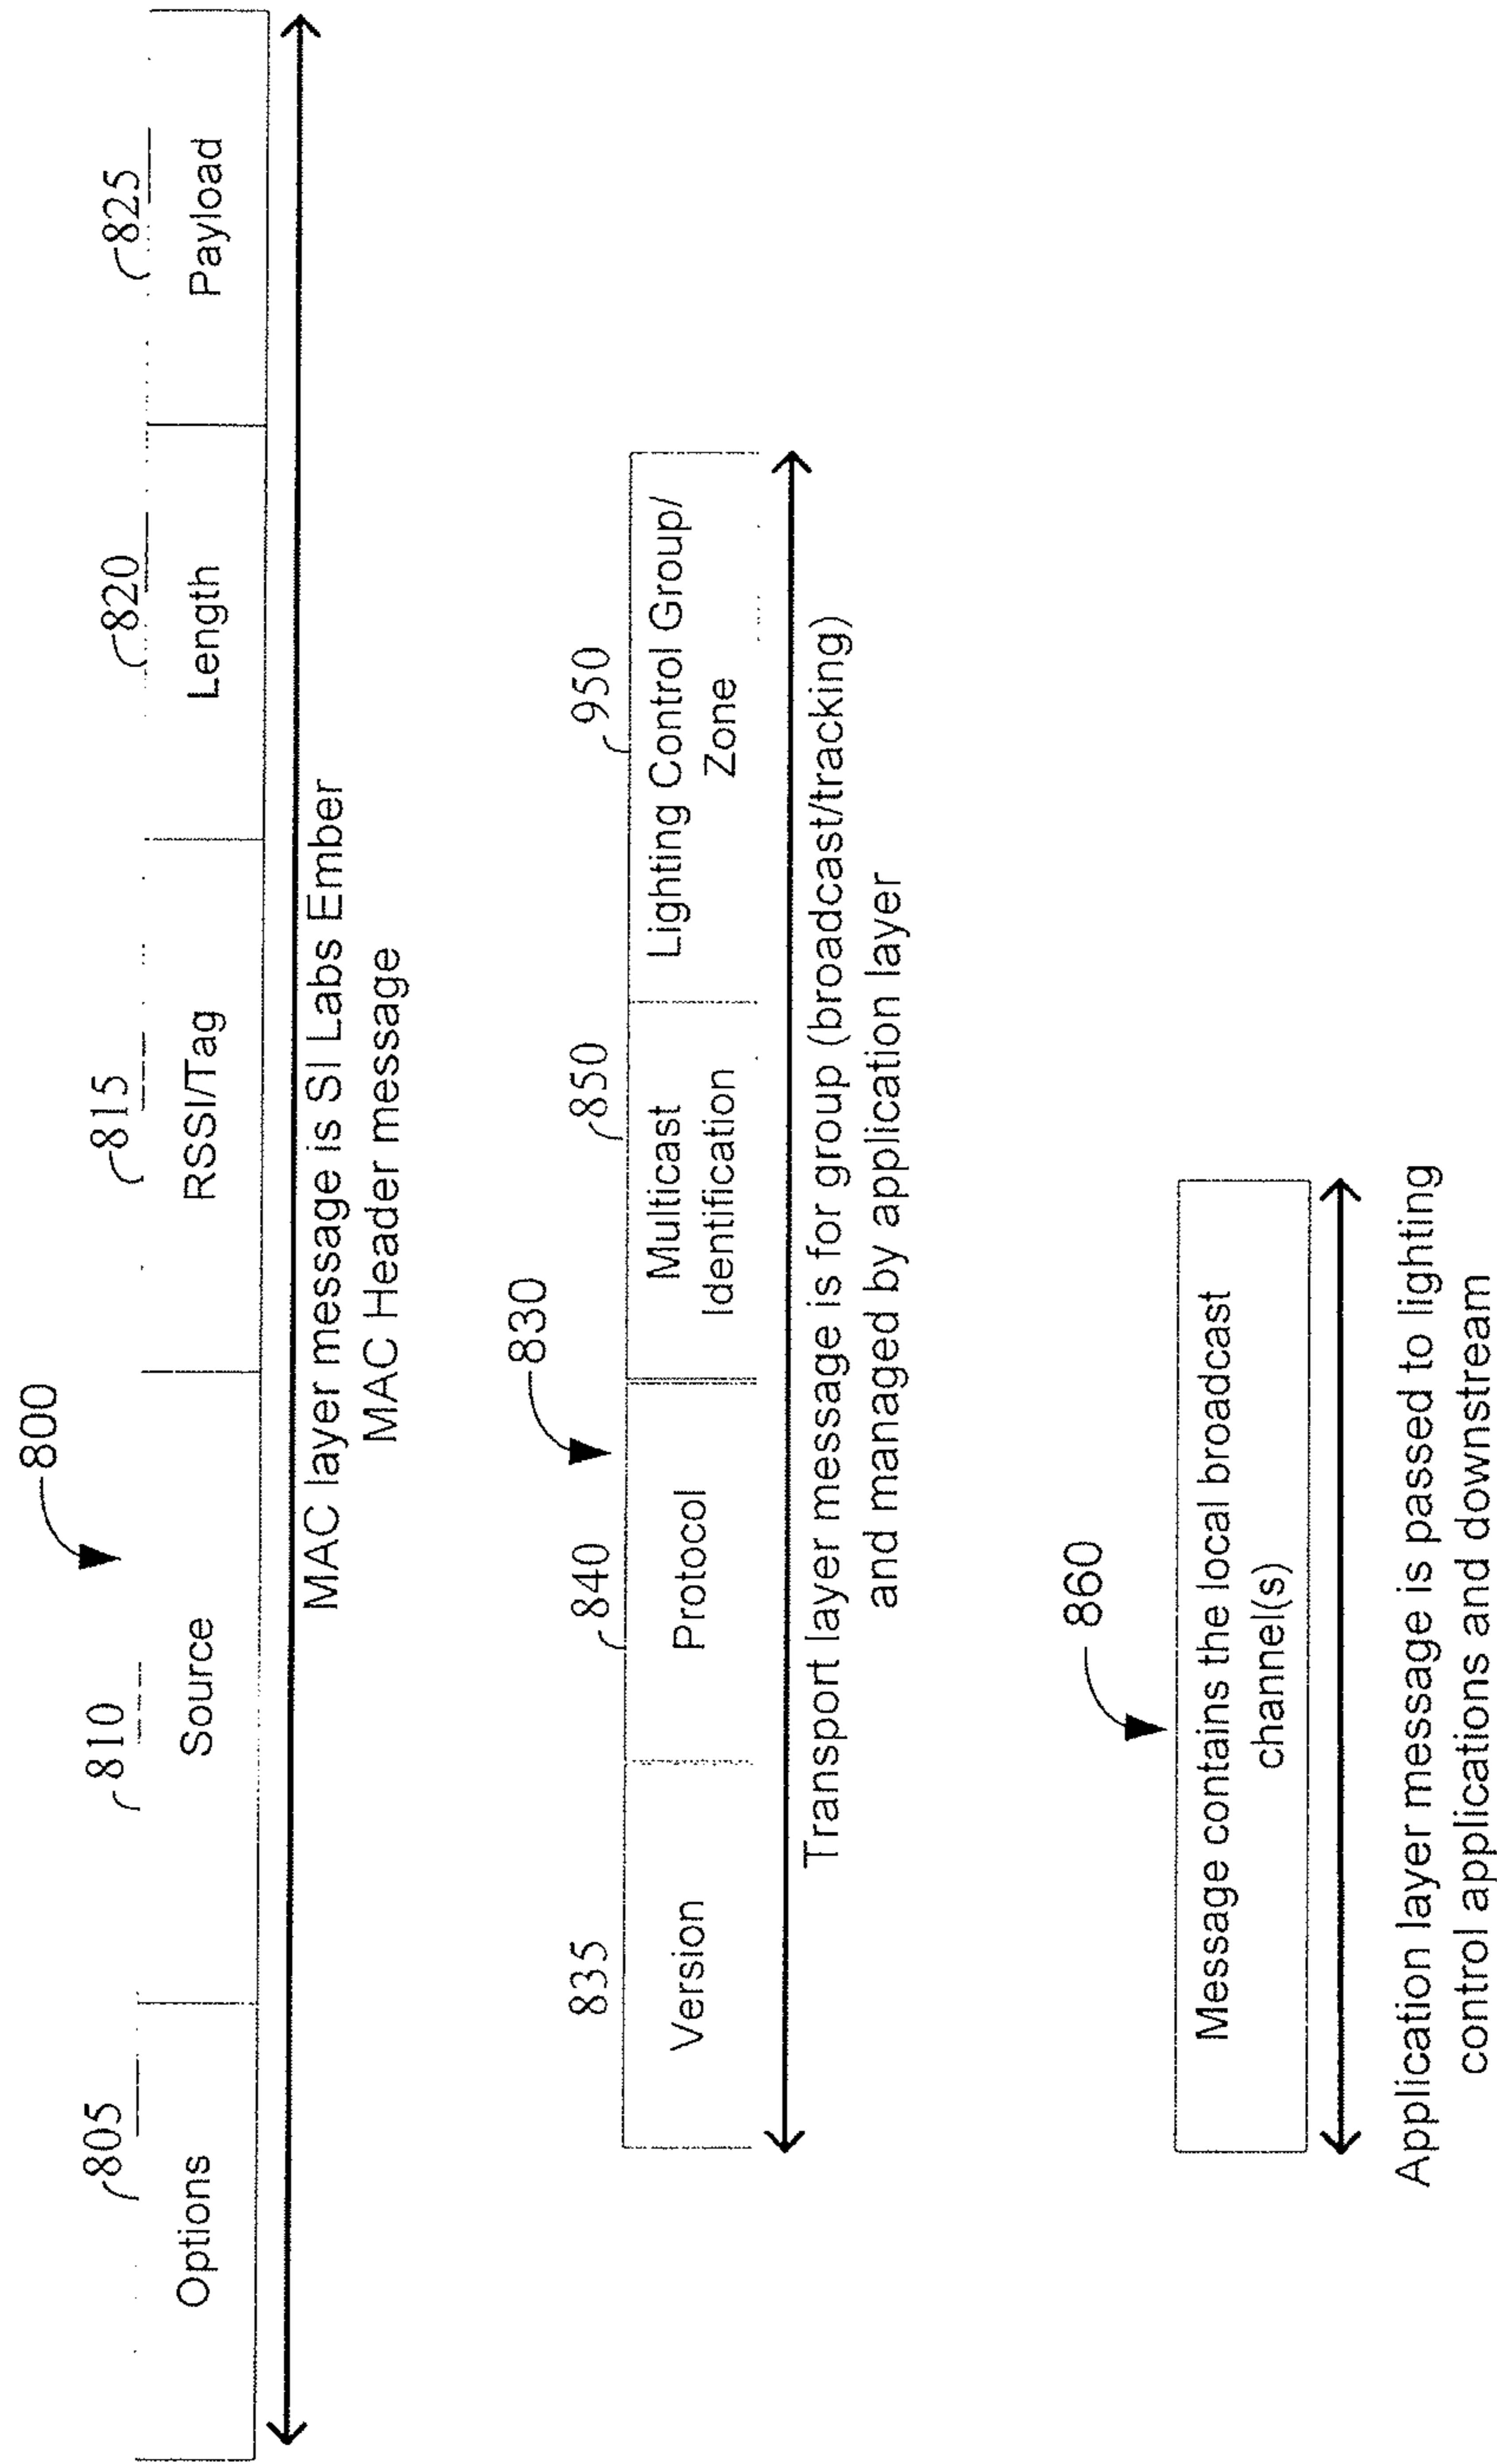 800
805
810
815
820
825
Options
Source
RSSI/Tag
Length
Payload
MAC layer message is SI Labs Ember
MAC Header message
830
835
840
850
950
Version
Protocol
Multicast
Identification
Lighting Control Group/
Zone
Transport layer message is for group (broadcast/tracking)
and managed by application layer
860
Message contains the local broadcast
channel(s)
Application layer message is passed to lighting
control applications and downstream